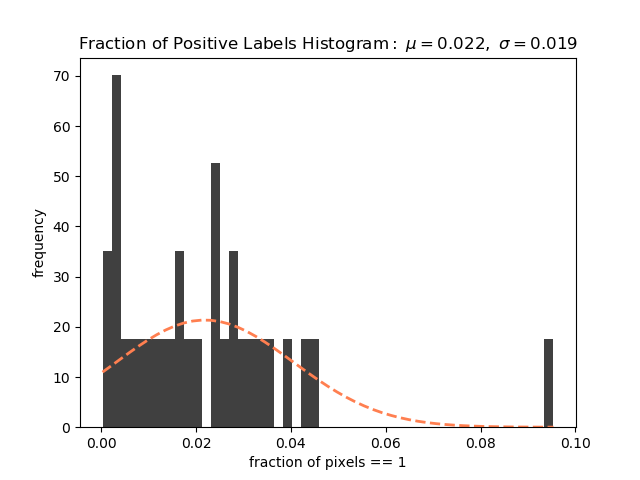 Fraction of Positive Labels Histogram: μ = 0.022, σ = 0.019
70
60
50
40
30
20
10
0
frequency
0.00 0.02 0.04 0.06 0.08 0.10
fraction of pixels == 1